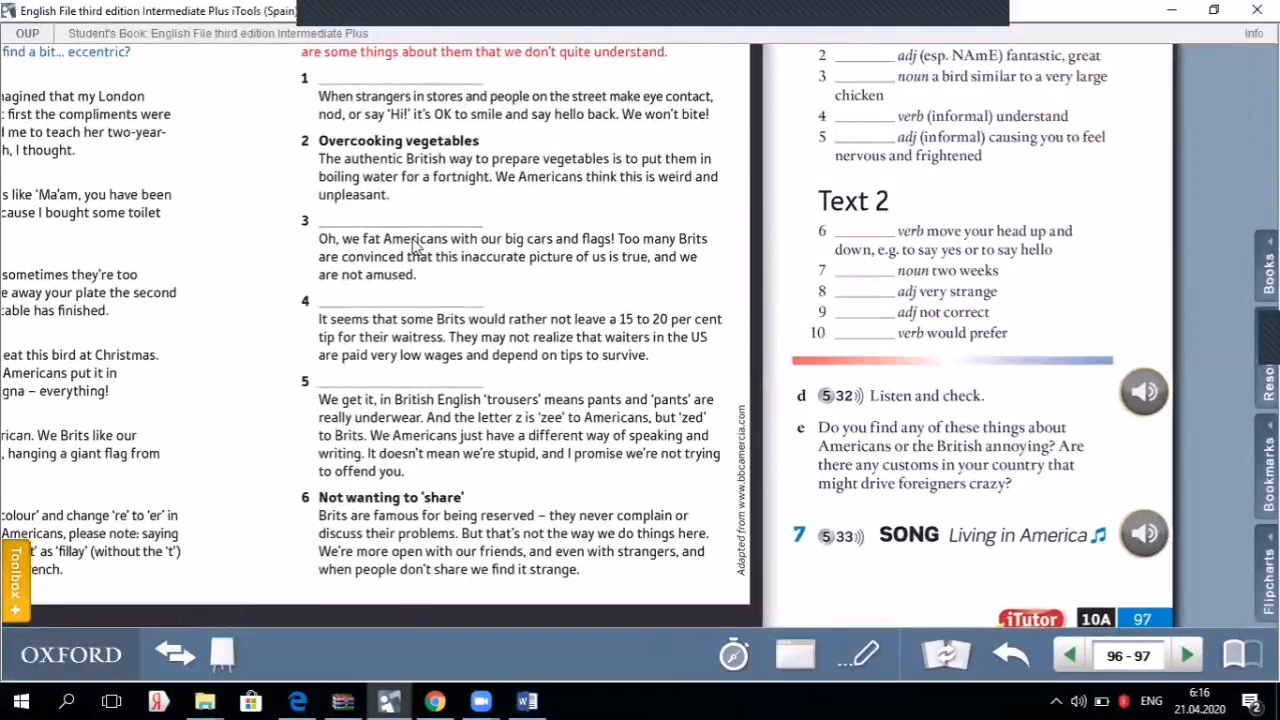 English File third edition Intermediate Plus iTools (Spain)
OUP
Student's Book: English File third edition Intermediate Plus
Info
find a bit... eccentric?
magined that my London
first the compliments were
me to teach her two-year-
h, I thought.
s like 'Ma'am, you have been
cause I bought some toilet
sometimes they're too
e away your plate the second
table has finished.
eat this bird at Christmas.
Americans put it in
gna – everything!
rican. We Brits like our
, hanging a giant flag from
colour' and change 're' to 'er' in
Americans, please note: saying
t' as 'fillay' (without the 't')
ench.
are some things about them that we don't quite understand.
1 ____________
When strangers in stores and people on the street make eye contact,
nod, or say 'Hi!' it's OK to smile and say hello back. We won't bite!
2 Overcooking vegetables
The authentic British way to prepare vegetables is to put them in
boiling water for a fortnight. We Americans think this is weird and
unpleasant.
3 ____________
Oh, we fat Americans with our big cars and flags! Too many Brits
are convinced that this inaccurate picture of us is true, and we
are not amused.
4 ____________
It seems that some Brits would rather not leave a 15 to 20 per cent
tip for their waitress. They may not realize that waiters in the US
are paid very low wages and depend on tips to survive.
5 ____________
We get it, in British English 'trousers' means pants and 'pants' are
really underwear. And the letter z is 'zee' to Americans, but 'zed'
to Brits. We Americans just have a different way of speaking and
writing. It doesn't mean we're stupid, and I promise we're not trying
to offend you.
6 Not wanting to 'share'
Brits are famous for being reserved – they never complain or
discuss their problems. But that's not the way we do things here.
We're more open with our friends, and even with strangers, and
when people don't share we find it strange.
Adapted from www.bbcamercia.com
2 ______ adj (esp. NAmE) fantastic, great
3 ______ noun a bird similar to a very large
chicken
4 ______ verb (informal) understand
5 ______ adj (informal) causing you to feel
nervous and frightened
Text 2
6 ______ verb move your head up and
down, e.g. to say yes or to say hello
7 ______ noun two weeks
8 ______ adj very strange
9 ______ adj not correct
10 ______ verb would prefer
d 5 32)) Listen and check.
e Do you find any of these things about
Americans or the British annoying? Are
there any customs in your country that
might drive foreigners crazy?
7 5 33)) SONG Living in America
iTutor 10A 97
Books
Reso
Bookmarks
Flipcharts
Toolbox +
OXFORD
96 - 97
ENG
6:16
21.04.2020
2